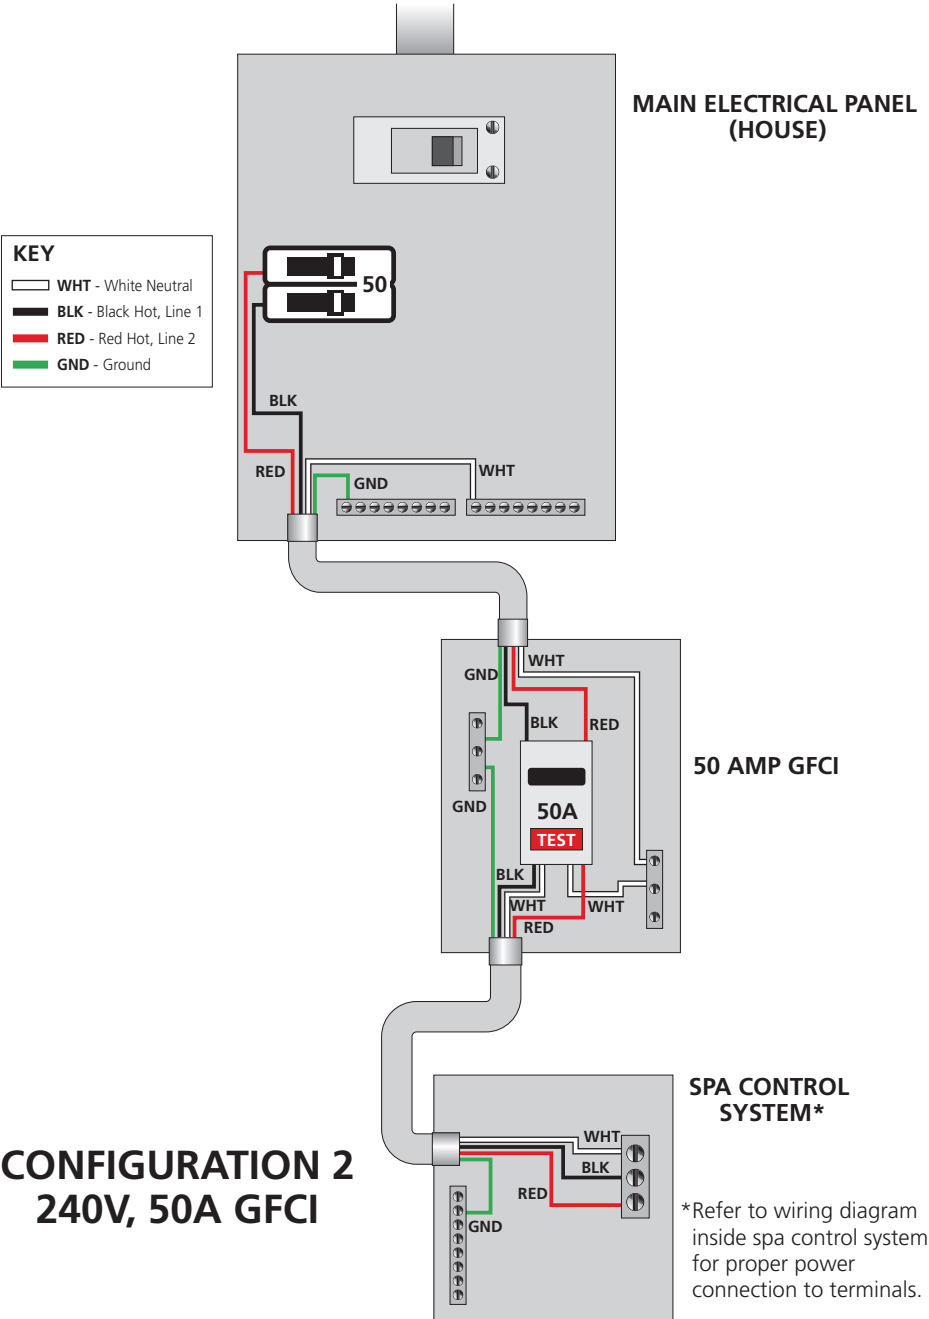 MAIN ELECTRICAL PANEL
(HOUSE)
KEY
WHT - White Neutral
BLK - Black Hot, Line 1
RED - Red Hot, Line 2
GND - Ground
50
BLK
RED
GND
WHT
WHT
GND
BLK
RED
50 AMP GFCI
GND
50A
TEST
BLK
WHT
WHT
RED
SPA CONTROL
SYSTEM*
WHT
BLK
RED
GND
CONFIGURATION 2
240V, 50A GFCI
*Refer to wiring diagram
inside spa control system
for proper power
connection to terminals.